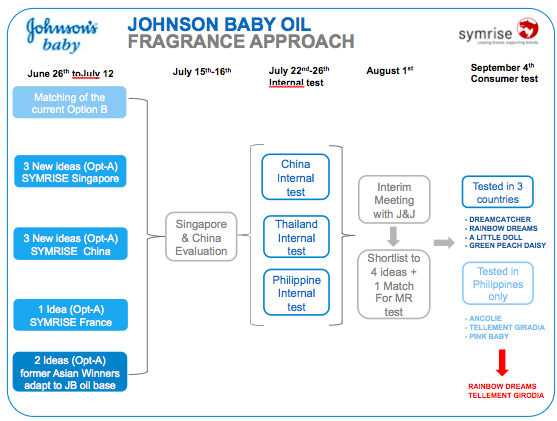 Johnson's
baby
JOHNSON BABY OIL
FRAGRANCE APPROACH
symrise
creating brands. supporting brands
June 26th toJuly 12
July 15th-16th
July 22nd-26th
Internal test
August 1st
September 4th
Consumer test
Matching of the
current Option B
3 New ideas (Opt-A)
SYMRISE Singapore
3 New ideas (Opt-A)
SYMRISE China
1 Idea (Opt-A)
SYMRISE France
2 Ideas (Opt-A)
former Asian Winners
adapt to JB oil base
Singapore
& China
Evaluation
China
Internal
test
Thailand
Internal
test
Philippine
Internal
test
Interim
Meeting
with J&J
Shortlist to
4 ideas +
1 Match
For MR
test
Tested in 3
countries
• DREAMCATCHER
• RAINBOW DREAMS
• A LITTLE DOLL
• GREEN PEACH DAISY
Tested in
Philippines
only
• ANCOLIE
• TELLEMENT GIRADIA
• PINK BABY
RAINBOW DREAMS
TELLEMENT GIRODIA